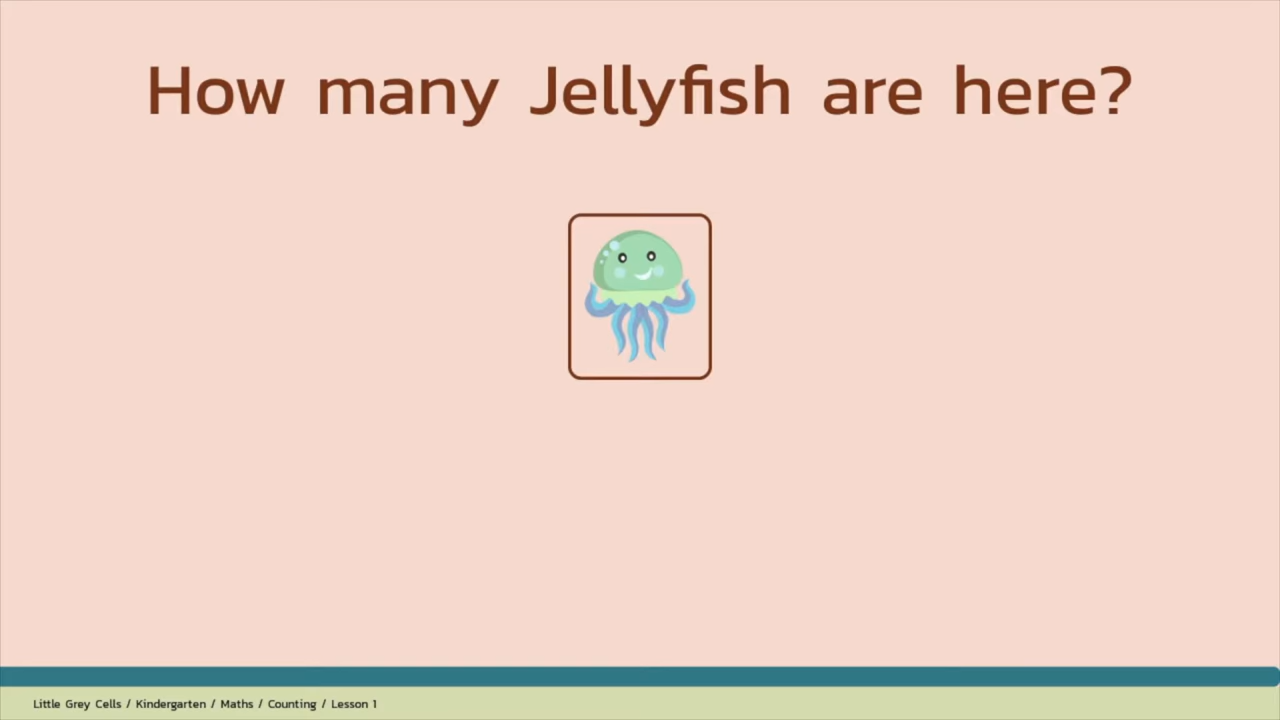 How many Jellyfish are here?
Little Grey Cells / Kindergarten / Maths / Counting / Lesson 1